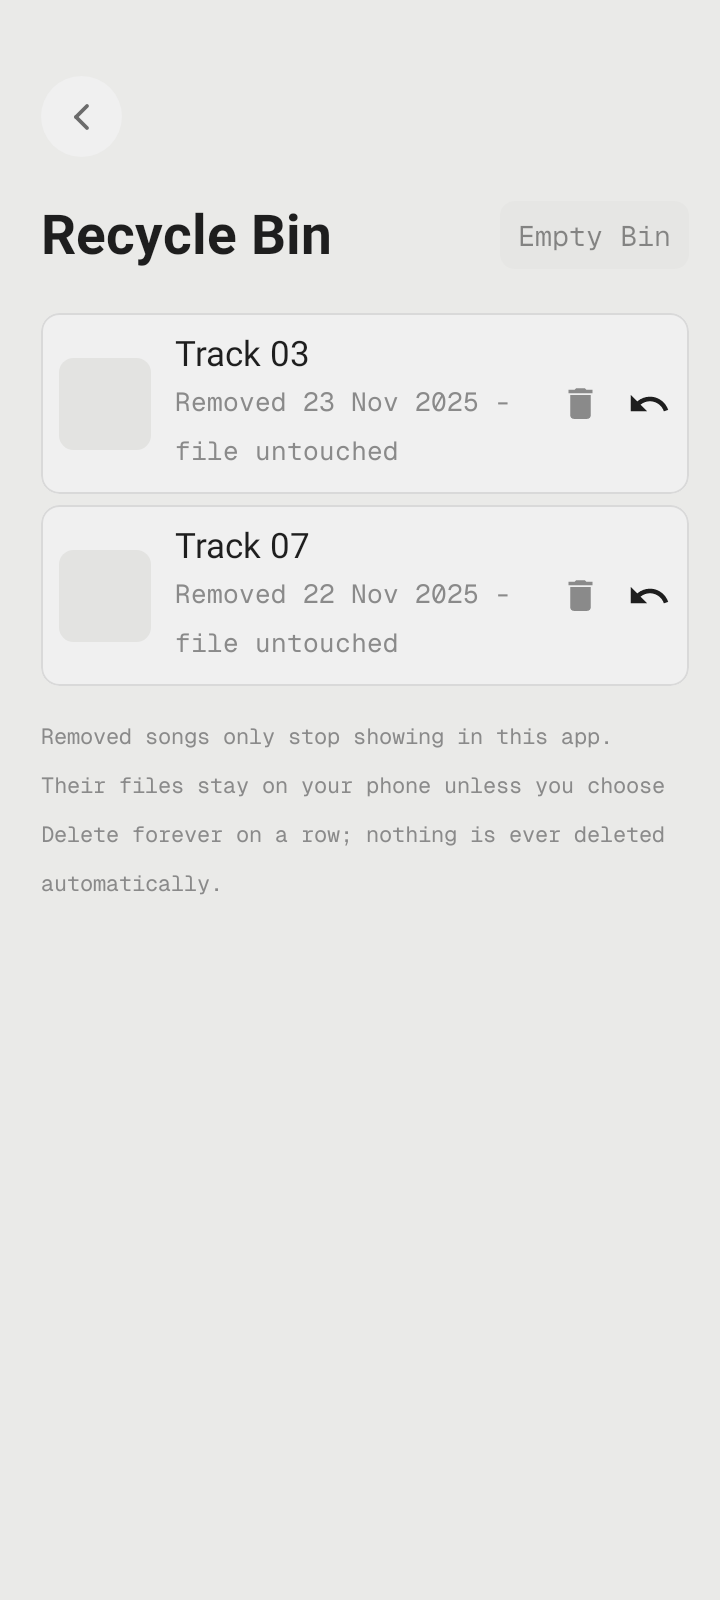 Recycle Bin
Empty Bin
Track 03
Removed 23 Nov 2025 -
file untouched
Track 07
Removed 22 Nov 2025 -
file untouched
Removed songs only stop showing in this app.
Their files stay on your phone unless you choose
Delete forever on a row; nothing is ever deleted
automatically.